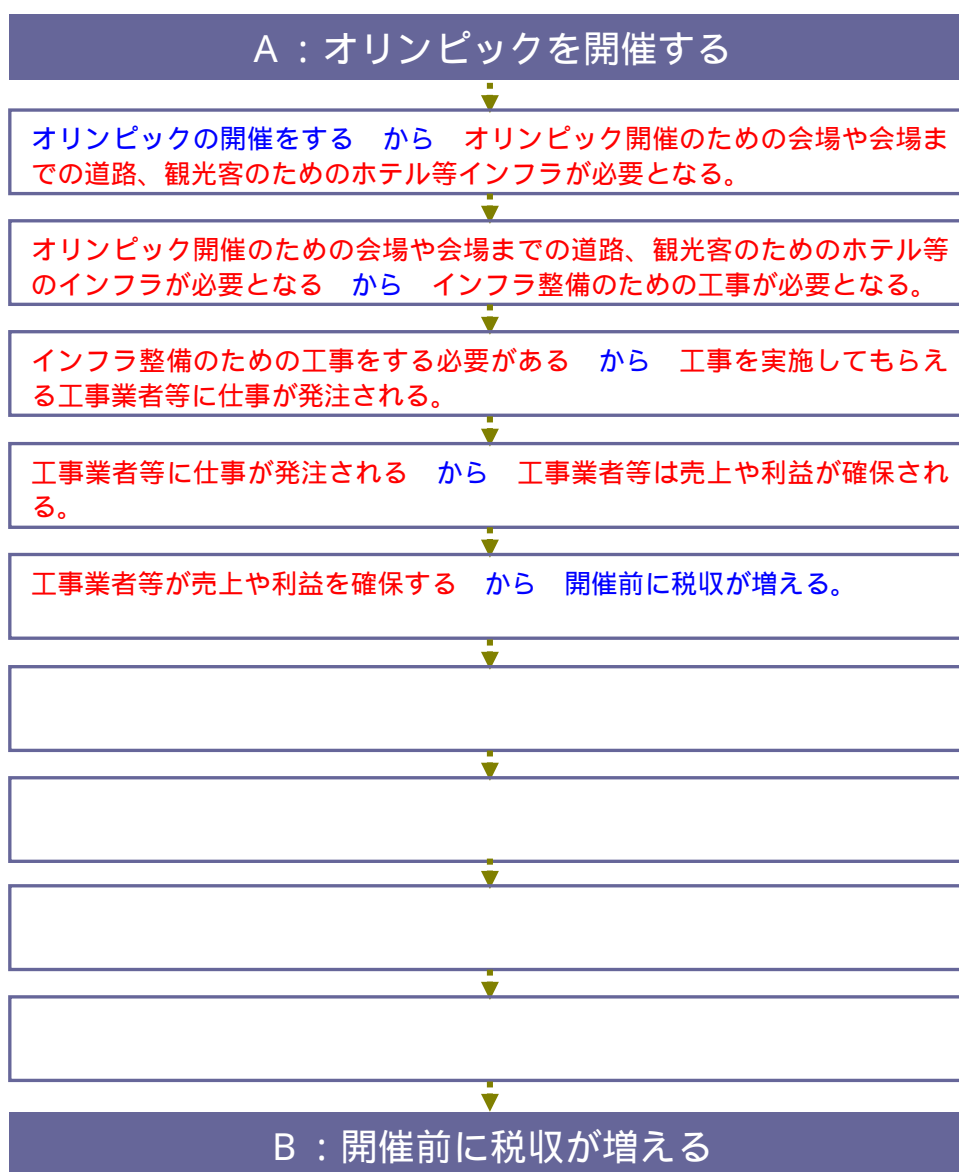 A：オリンピックを開催する
オリンピックの開催をする　から　オリンピック開催のための会場や会場ま
での道路、観光客のためのホテル等インフラが必要となる。
オリンピック開催のための会場や会場までの道路、観光客のためのホテル等
のインフラが必要となる　から　インフラ整備のための工事が必要となる。
インフラ整備のための工事をする必要がある　から　工事を実施してもらえ
る工事業者等に仕事が発注される。
工事業者等に仕事が発注される　から　工事業者等は売上や利益が確保され
る。
工事業者等が売上や利益を確保する　から　開催前に税収が増える。
B：開催前に税収が増える